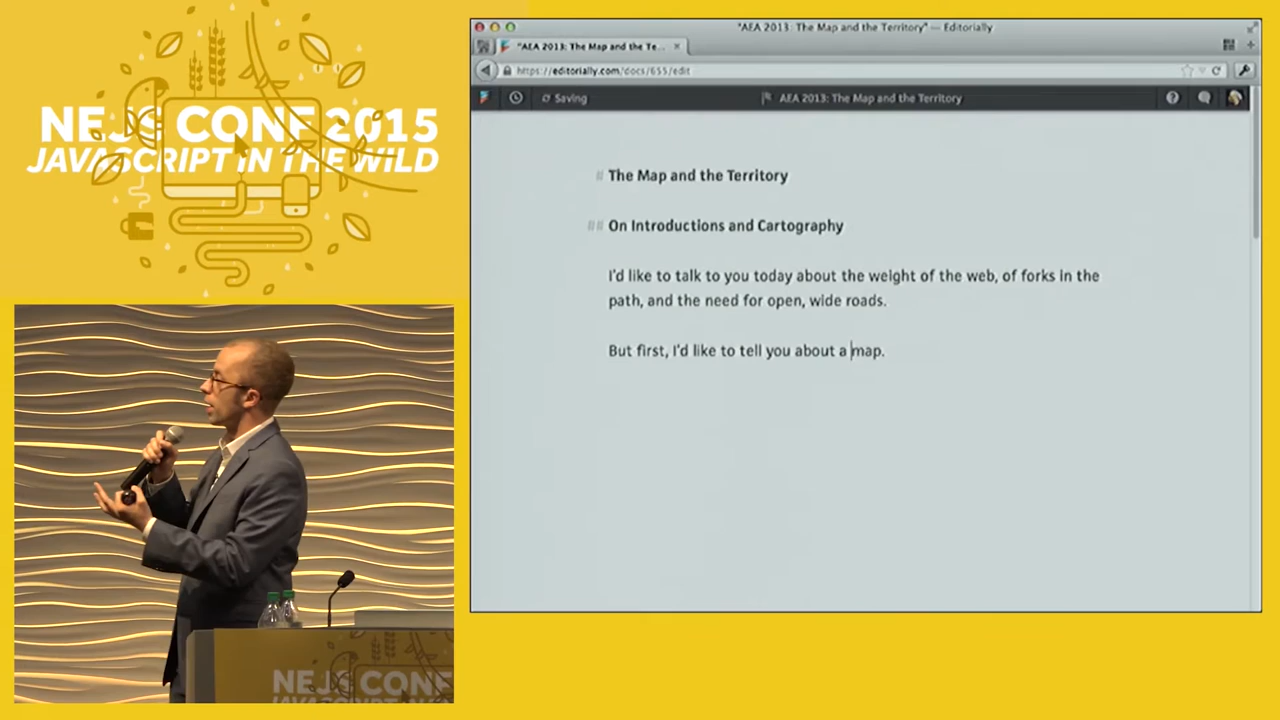 NEJS CONF 2015
JAVASCRIPT IN THE WILD
"AEA 2013: The Map and the Territory" — Editorially
"AEA 2013: The Map and the Te...
https://editorially.com/docs/655/edit
Saving
AEA 2013: The Map and the Territory
?
# The Map and the Territory
## On Introductions and Cartography
I'd like to talk to you today about the weight of the web, of forks in the
path, and the need for open, wide roads.
But first, I'd like to tell you about a map.
NEJS CONF
JAVASCRIPT IN THE W